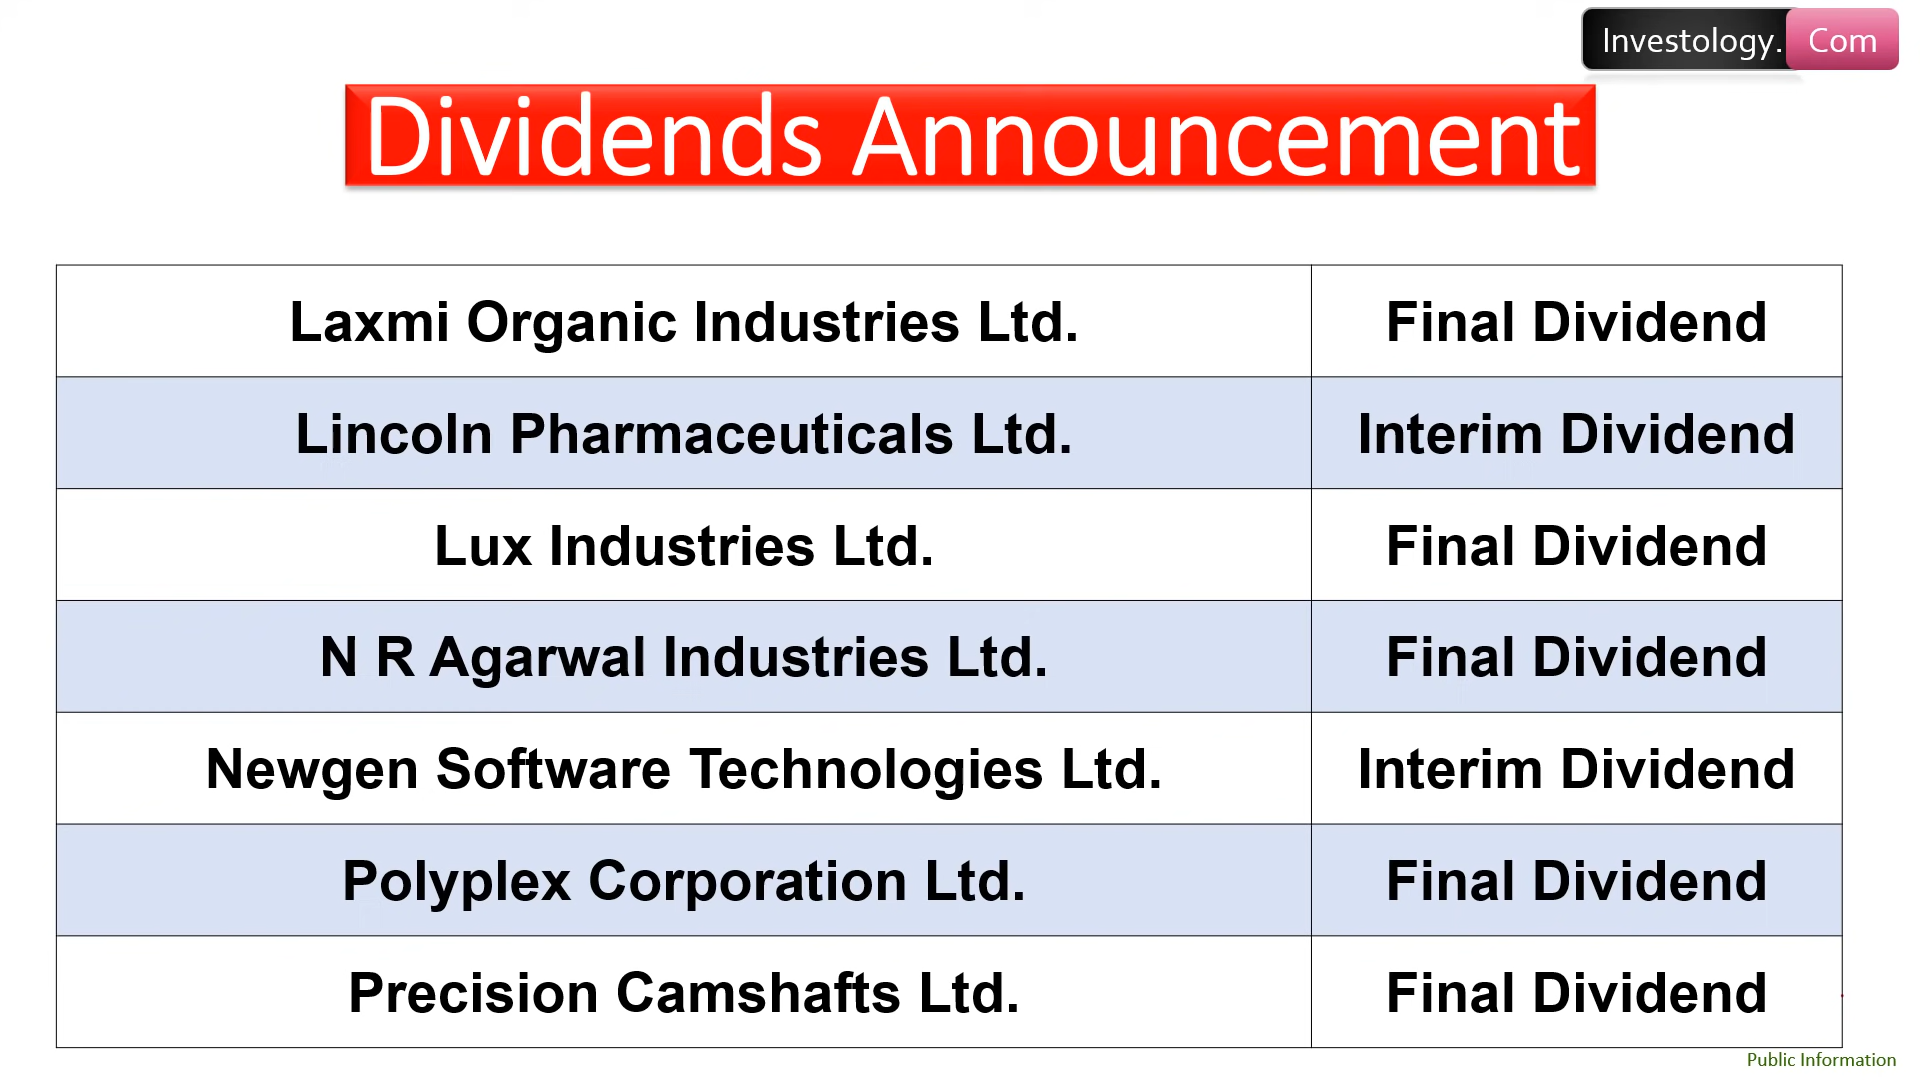 Investology. Com
Dividends Announcement
Laxmi Organic Industries Ltd. Final Dividend
Lincoln Pharmaceuticals Ltd. Interim Dividend
Lux Industries Ltd. Final Dividend
N R Agarwal Industries Ltd. Final Dividend
Newgen Software Technologies Ltd. Interim Dividend
Polyplex Corporation Ltd. Final Dividend
Precision Camshafts Ltd. Final Dividend
Public Information